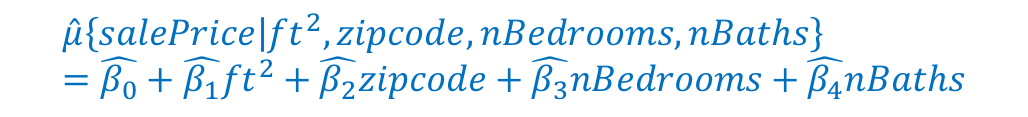 μ̂{salePrice|ft², zipcode, nBedrooms, nBaths}
= β̂₀ + β̂₁ft² + β̂₂zipcode + β̂₃nBedrooms + β̂₄nBaths